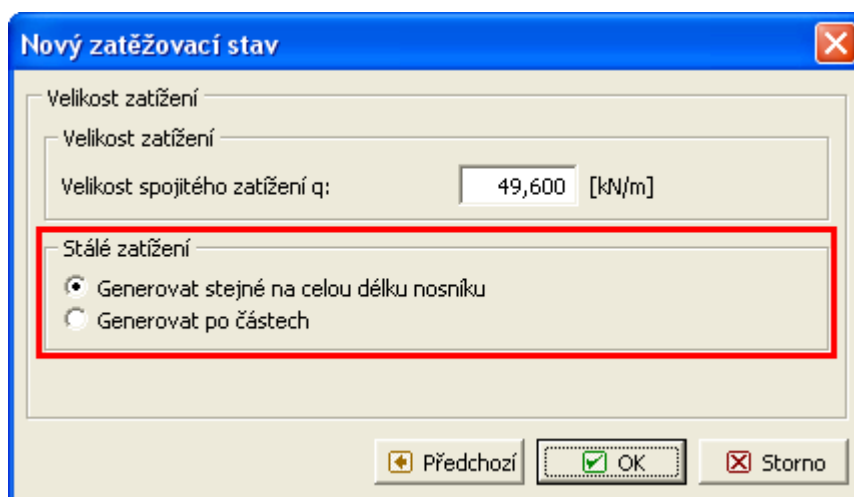 Nový zatěžovací stav
Velikost zatížení
Velikost zatížení
Velikost spojitého zatížení q: 49,600 [kN/m]
Stálé zatížení
Generovat stejné na celou délku nosníku
Generovat po částech
Předchozí OK Storno